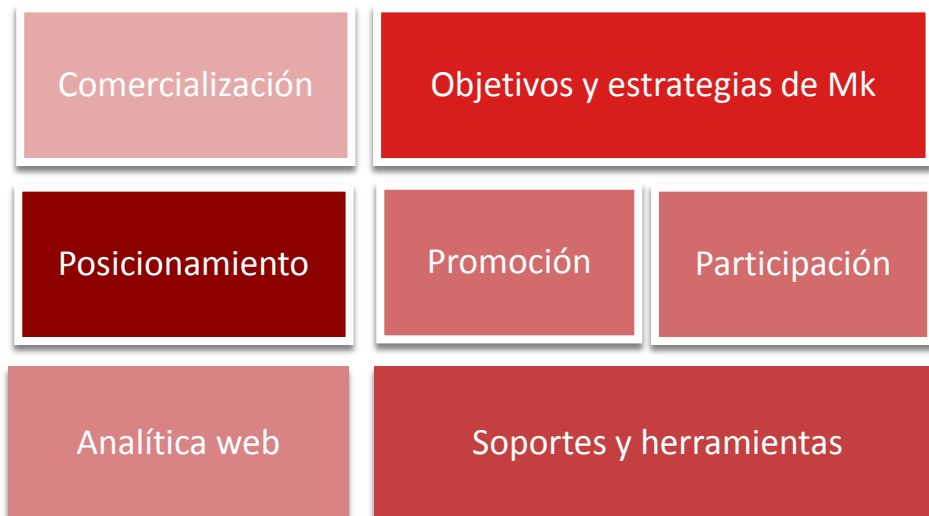 Comercialización
Objetivos y estrategias de Mk
Posicionamiento
Promoción
Participación
Analítica web
Soportes y herramientas